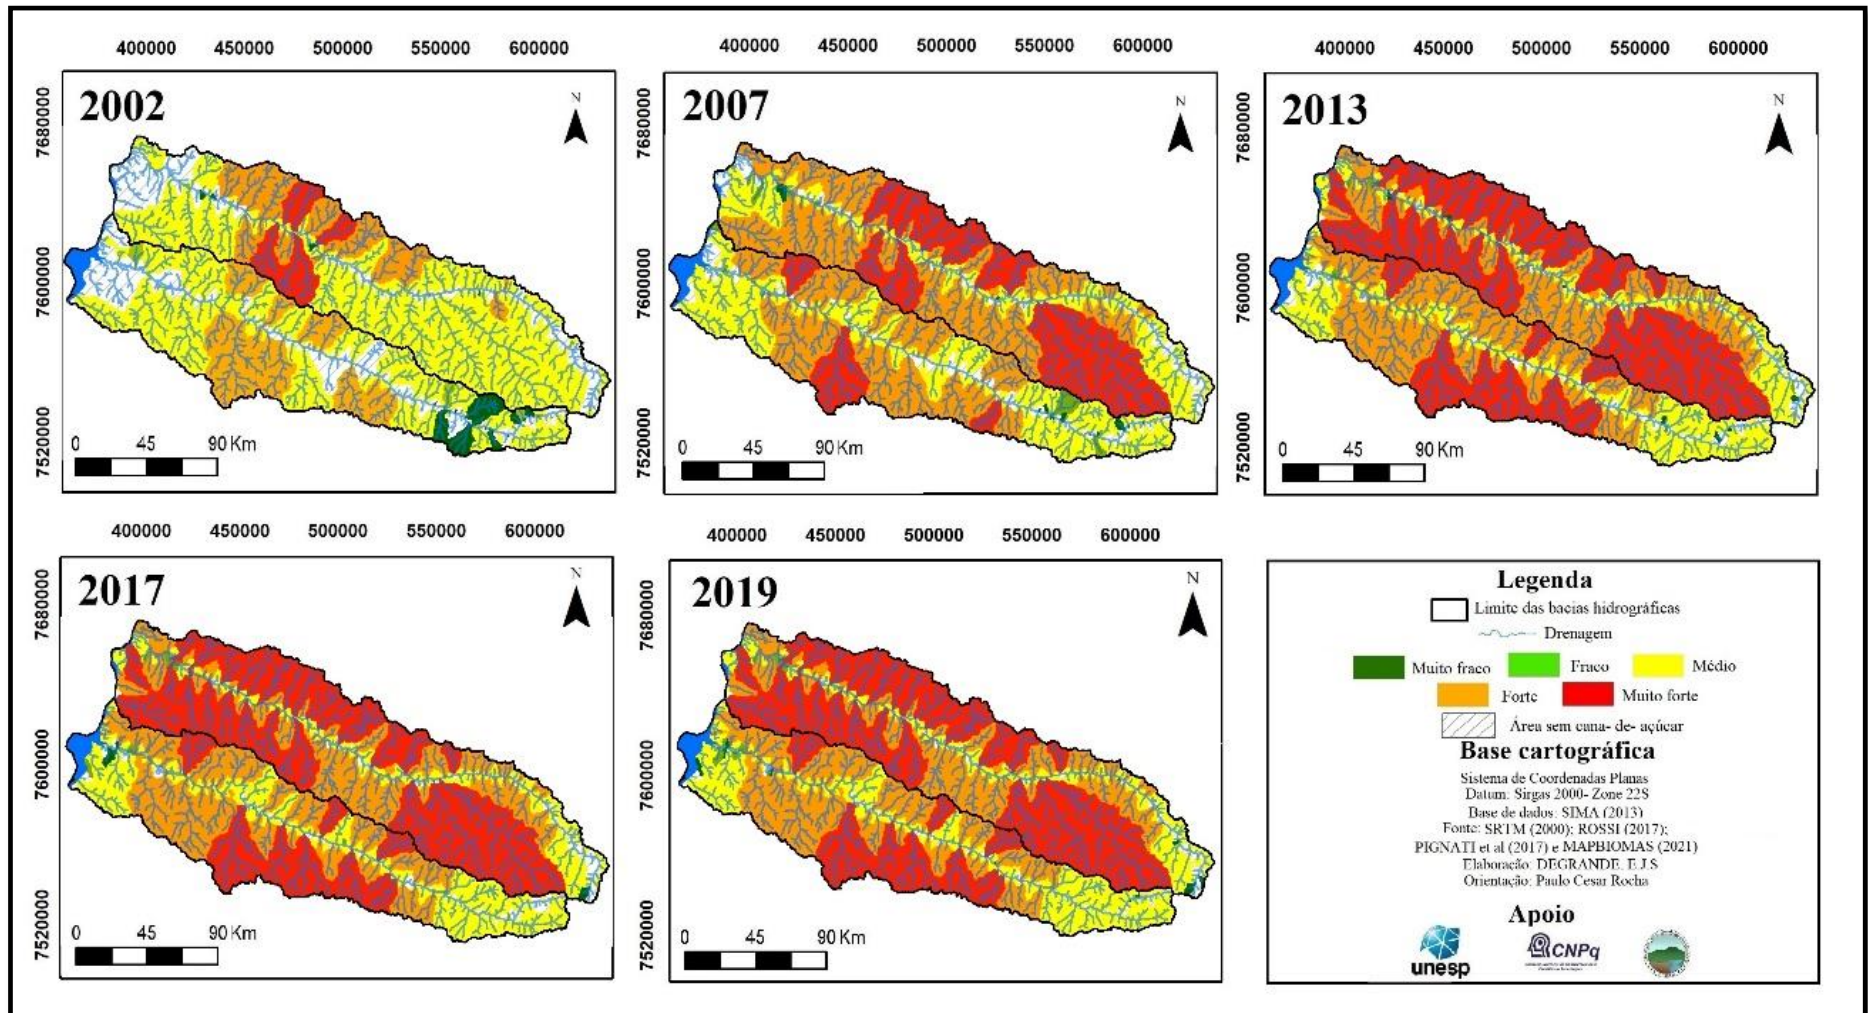 400000 450000 500000 550000 600000
2002
N
7680000
7600000
7520000
0 45 90 Km
400000 450000 500000 550000 600000
2007
N
7680000
7600000
7520000
0 45 90 Km
400000 450000 500000 550000 600000
2013
N
7680000
7600000
7520000
0 45 90 Km
400000 450000 500000 550000 600000
2017
N
7680000
7600000
7520000
0 45 90 Km
400000 450000 500000 550000 600000
2019
N
7680000
7600000
7520000
0 45 90 Km
Legenda
Limite das bacias hidrográficas
Drenagem
Muito fraco Fraco Médio
Forte Muito forte
Área sem cana- de- açúcar
Base cartográfica
Sistema de Coordenadas Planas
Datum: Sirgas 2000- Zone 22S
Base de dados: SIMA (2013)
Fonte: SRTM (2000); ROSSI (2017);
PIGNATI et al (2017) e MAPBIOMAS (2021)
Elaboração: DEGRANDE, E.J.S
Orientação: Paulo Cesar Rocha
Apoio
unesp
CNPq